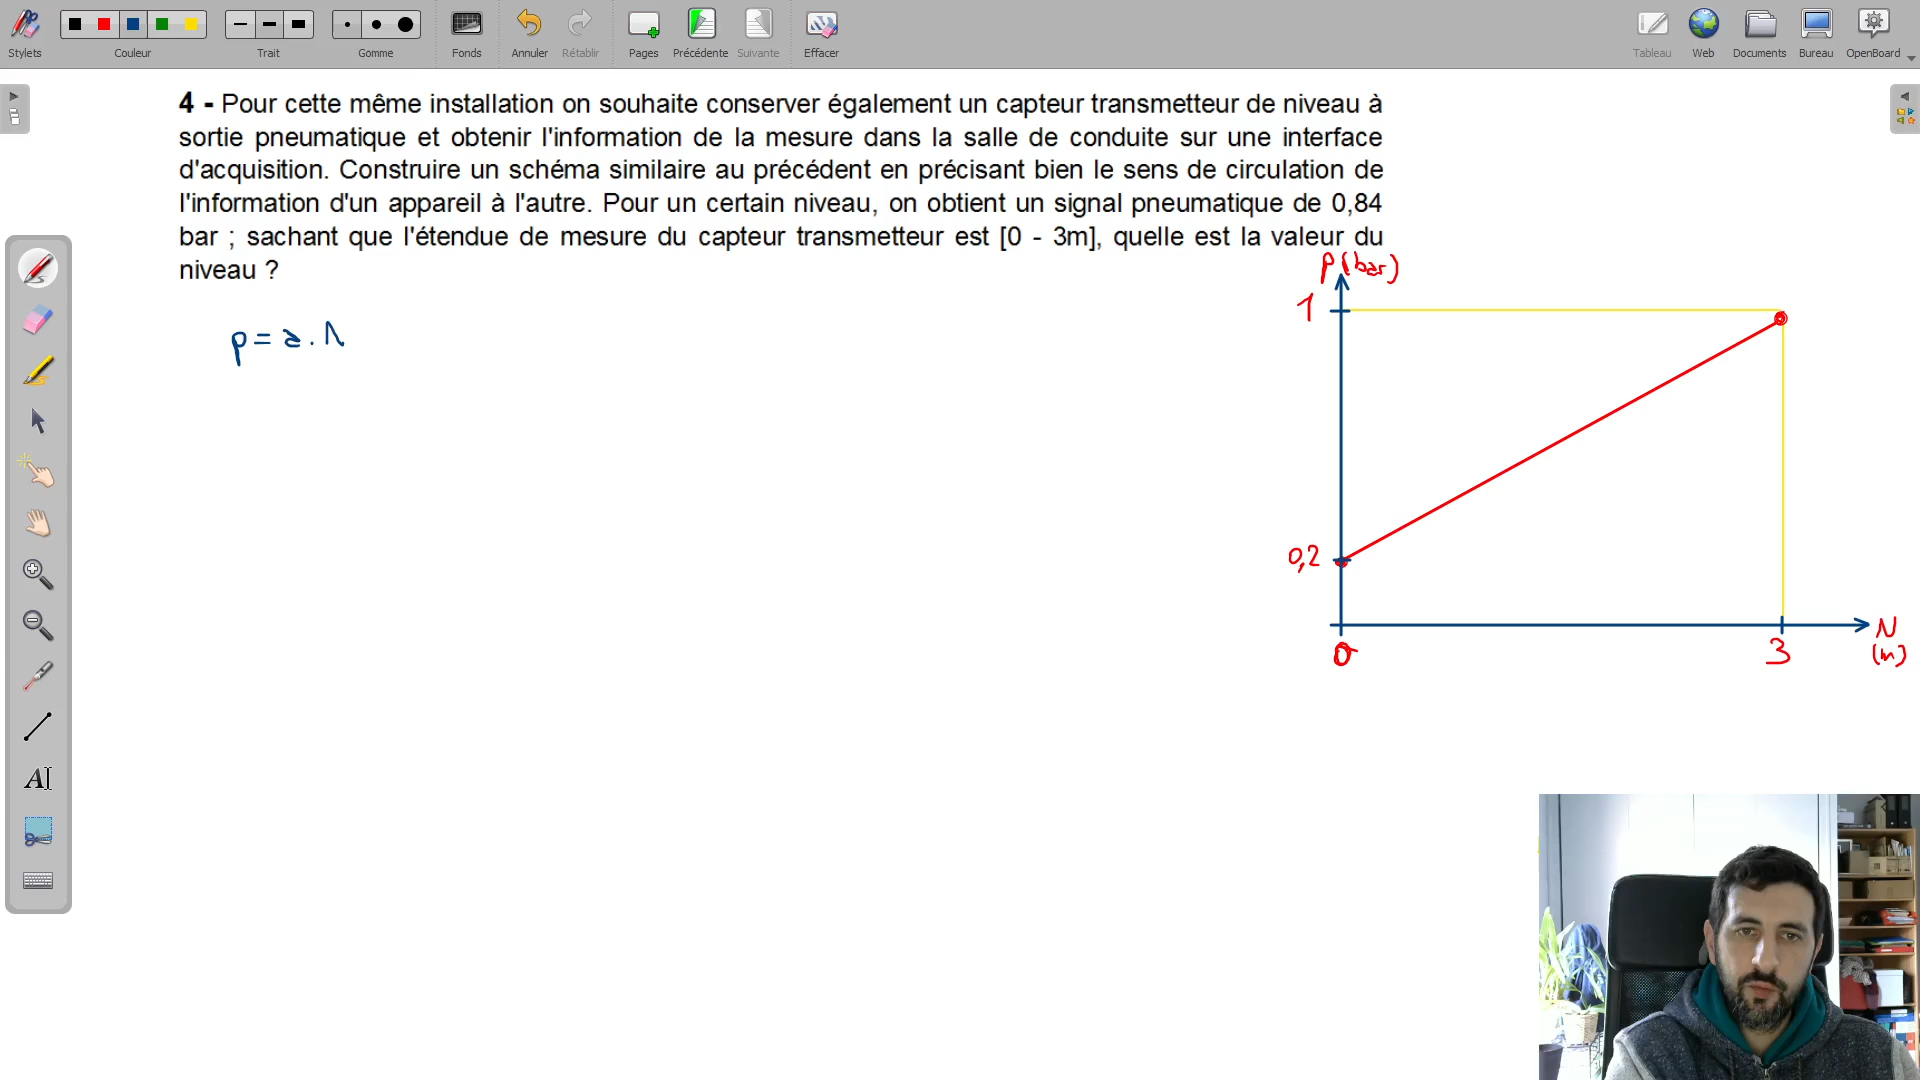 Stylets Couleur Trait Gomme Fonds Annuler Rétablir Pages Précédente Suivante Effacer Tableau Web Documents Bureau OpenBoard
4 - Pour cette même installation on souhaite conserver également un capteur transmetteur de niveau à
sortie pneumatique et obtenir l'information de la mesure dans la salle de conduite sur une interface
d'acquisition. Construire un schéma similaire au précédent en précisant bien le sens de circulation de
l'information d'un appareil à l'autre. Pour un certain niveau, on obtient un signal pneumatique de 0,84
bar ; sachant que l'étendue de mesure du capteur transmetteur est [0 - 3m], quelle est la valeur du
niveau ?
P(bar)
1
p = a.
0,2
N
0 3 (m)